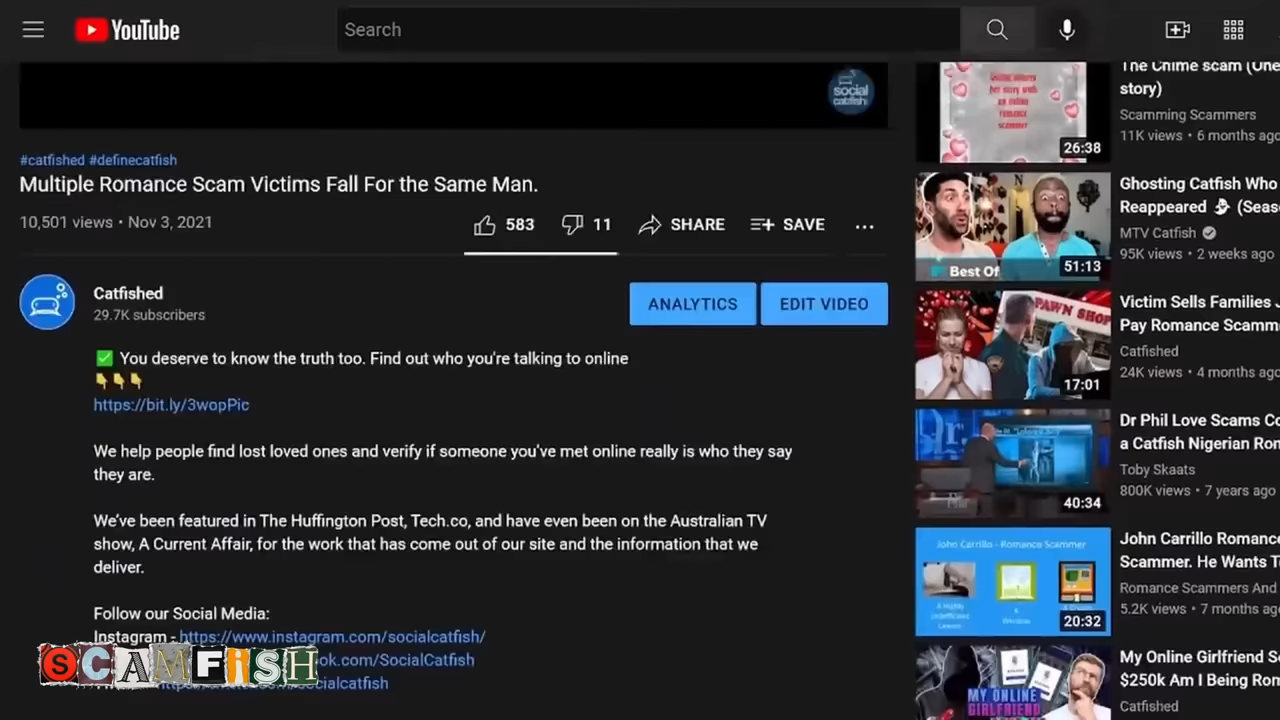 YouTube
Search
social
catfish
#catfished #definecatfish
Multiple Romance Scam Victims Fall For the Same Man.
10,501 views • Nov 3, 2021
583
11
SHARE
SAVE
Catfished
29.7K subscribers
ANALYTICS
EDIT VIDEO
✅ You deserve to know the truth too. Find out who you're talking to online
👇👇👇
https://bit.ly/3wopPic
We help people find lost loved ones and verify if someone you've met online really is who they say
they are.
We've been featured in The Huffington Post, Tech.co, and have even been on the Australian TV
show, A Current Affair, for the work that has come out of our site and the information that we
deliver.
Follow our Social Media:
Instagram - https://www.instagram.com/socialcatfish/
ok.com/SocialCatfish
socialcatfish
SCAMFiSH
The Chime scam (One
story)
Scamming Scammers
11K views • 6 months ago
26:38
Ghosting Catfish Who
Reappeared 👻 (Seas
MTV Catfish
95K views • 2 weeks ago
Best Of
51:13
Victim Sells Families J
Pay Romance Scamm
Catfished
24K views • 4 months ago
PAWN SHOP
17:01
Dr Phil Love Scams Co
a Catfish Nigerian Rom
Toby Skaats
800K views • 7 years ago
40:34
John Carrillo Romance
Scammer. He Wants T
Romance Scammers And
5.2K views • 7 months ago
John Carrillo - Romance Scammer
20:32
My Online Girlfriend S
$250k Am I Being Rom
Catfished
MY ONLINE
GIRLFRIEND